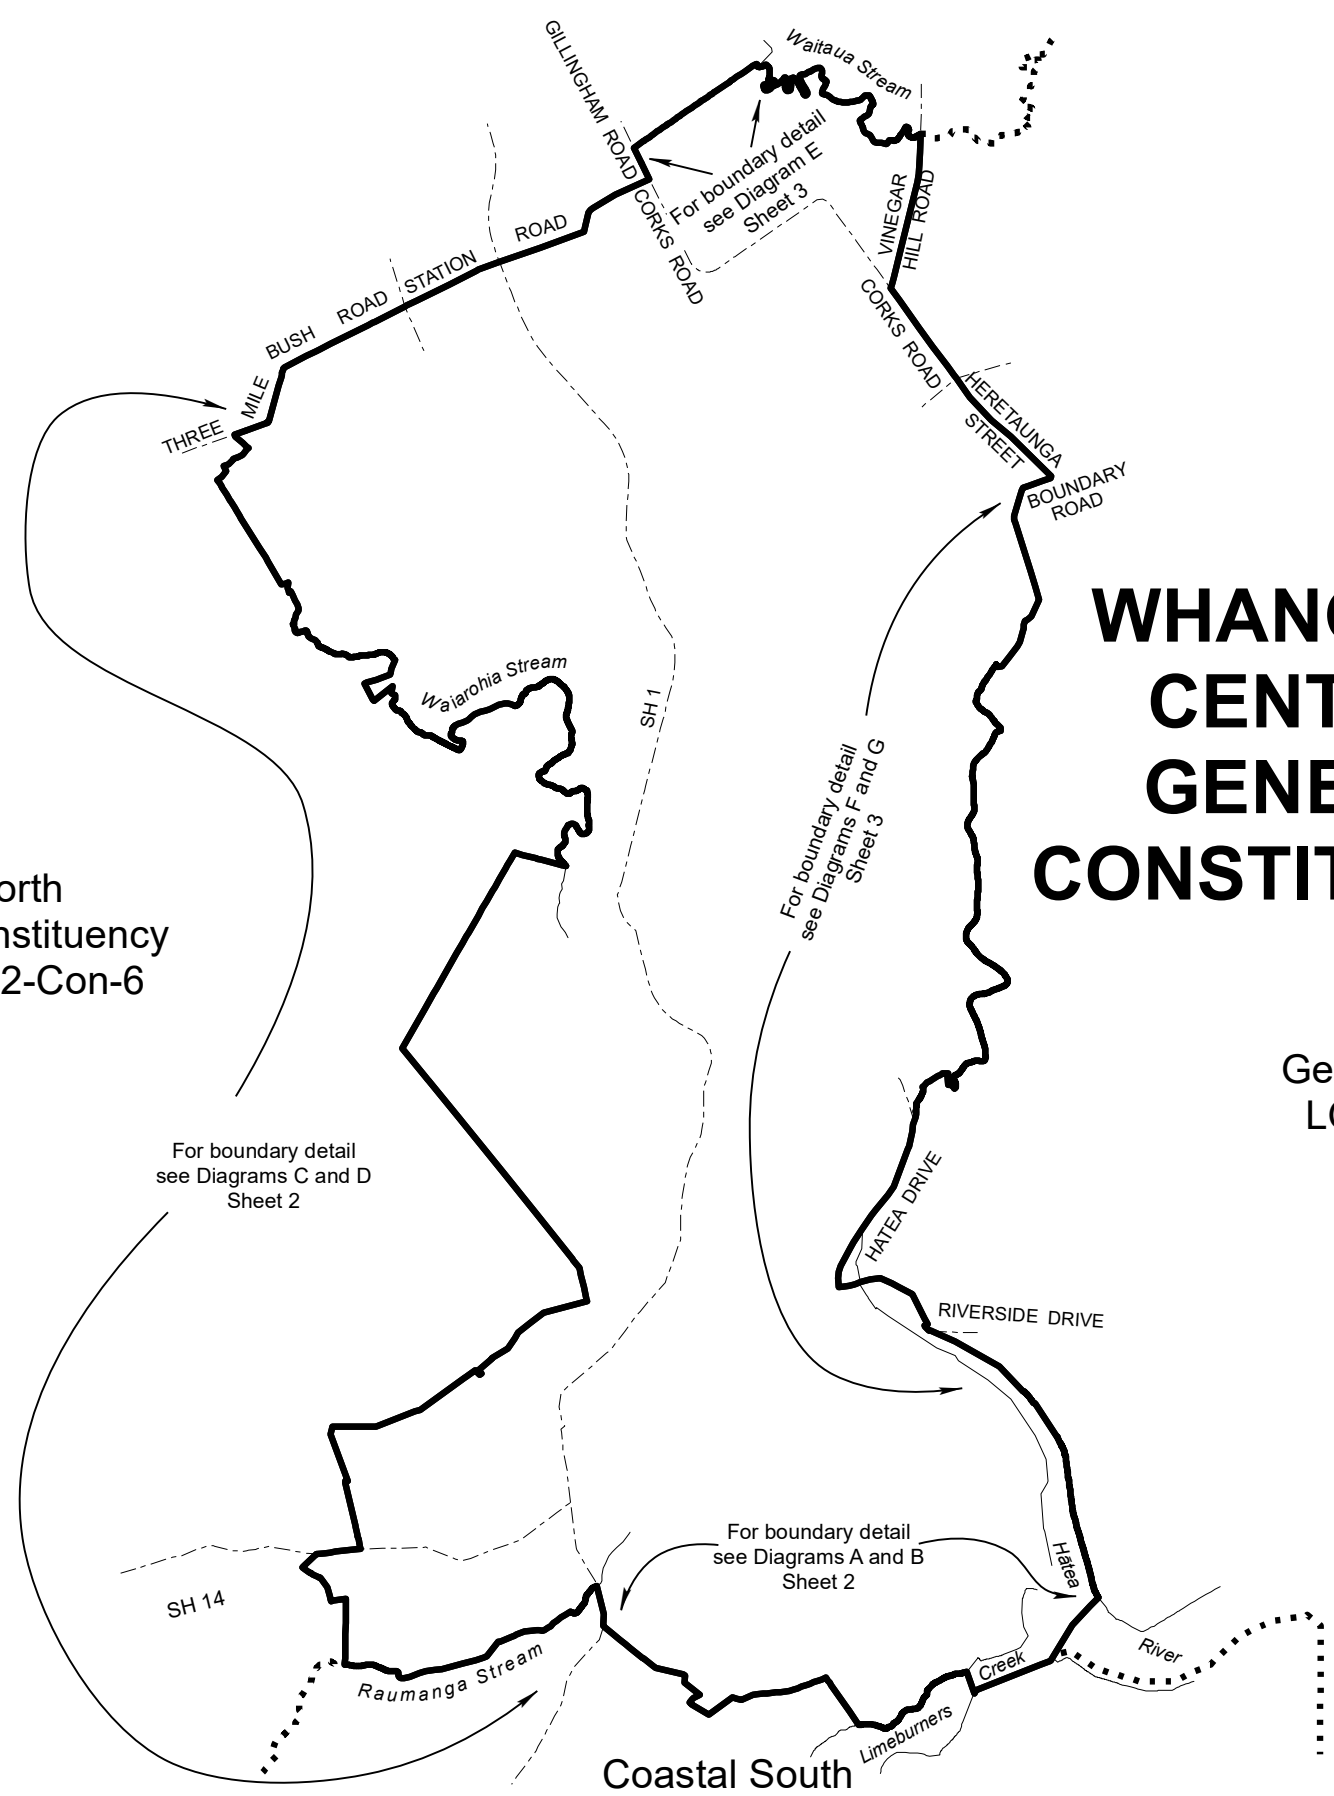 GILLINGHAM ROAD
Waitaua Stream
For boundary detail
see Diagram E
Sheet 3
VINEGAR
HILL ROAD
CORKS ROAD
THREE MILE BUSH ROAD STATION ROAD
CORKS ROAD
HERETAUNGA
STREET
BOUNDARY
ROAD
WHANG
CENT
GENE
CONSTIT
Waiarohia Stream
SH 1
For boundary detail
see Diagrams F and G
Sheet 3
orth
nstituency
2-Con-6
Ge
LO
For boundary detail
see Diagrams C and D
Sheet 2
HATEA DRIVE
RIVERSIDE DRIVE
For boundary detail
see Diagrams A and B
Sheet 2
Hātea
River
SH 14
Raumanga Stream
Limeburners
Creek
Coastal South